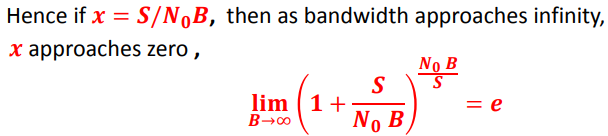 Hence if x = S/N₀B, then as bandwidth approaches infinity,
x approaches zero ,
lim B→∞ (1 + S/(N₀ B))^(N₀ B/S) = e